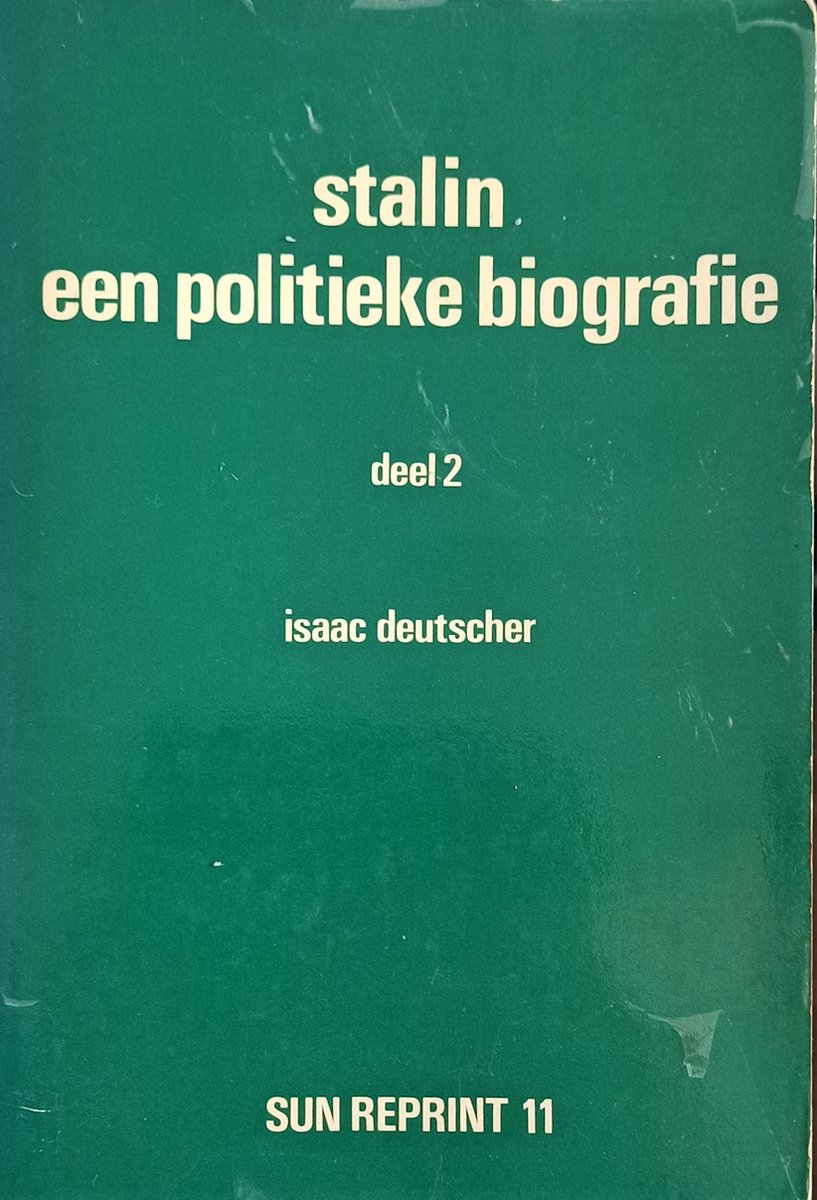 stalin
een politieke biografie
deel 2
isaac deutscher
SUN REPRINT 11